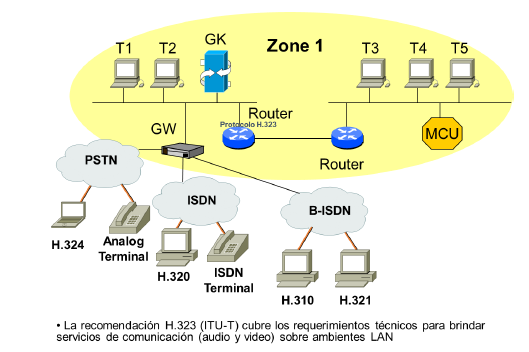 T1
T2
GK
Zone 1
T3
T4
T5
Router
Protocolo H.323
GW
MCU
Router
PSTN
ISDN
B-ISDN
H.324
Analog
Terminal
H.320
ISDN
Terminal
H.310
H.321
• La recomendación H.323 (ITU-T) cubre los requerimientos técnicos para brindar
servicios de comunicación (audio y video) sobre ambientes LAN